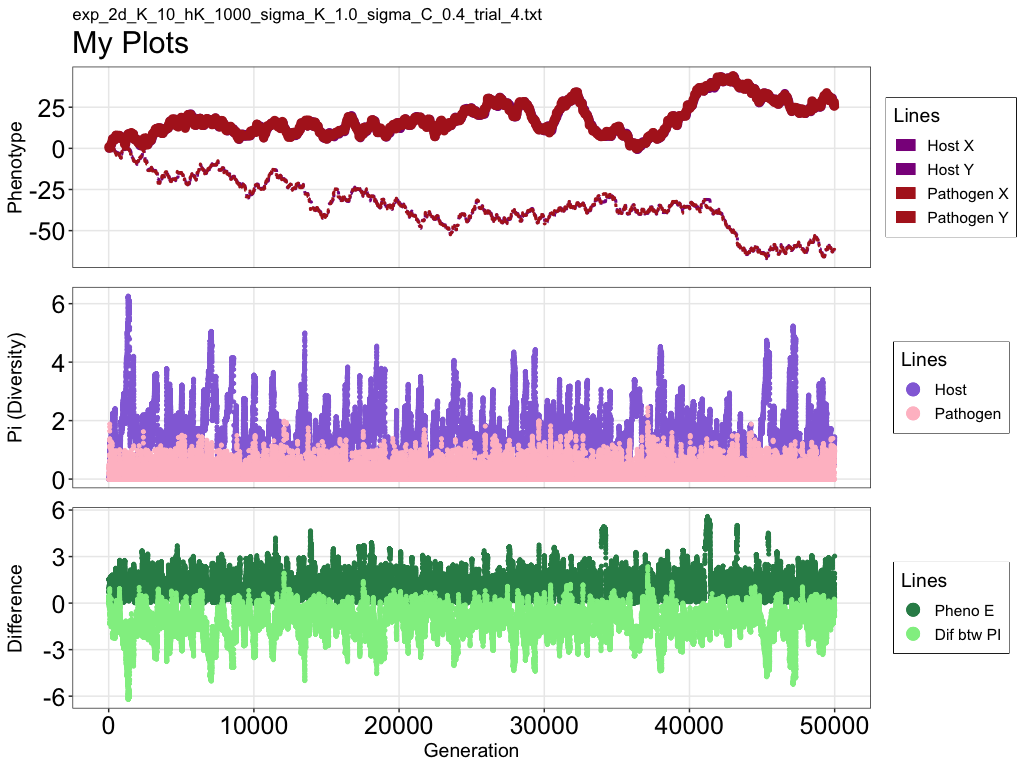 exp_2d_K_10_hK_1000_sigma_K_1.0_sigma_C_0.4_trial_4.txt
My Plots
Phenotype
25
0
-25
-50
Lines
Host X
Host Y
Pathogen X
Pathogen Y
Pi (Diversity)
6
4
2
0
Lines
Host
Pathogen
Difference
6
3
0
-3
-6
Lines
Pheno E
Dif btw PI
0 10000 20000 30000 40000 50000
Generation